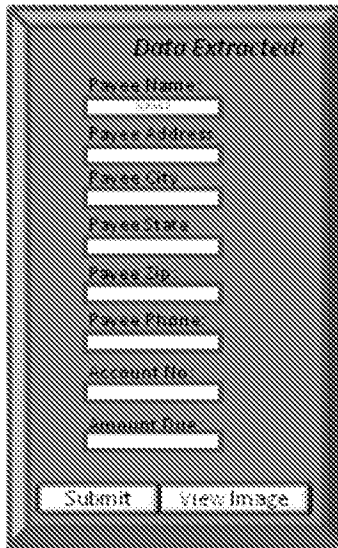 Data Extracted:
Payee Name
Payee Address
Payee City
Payee State
Payee Zip
Payee Phone
Account No
Amount Due
Submit View Image